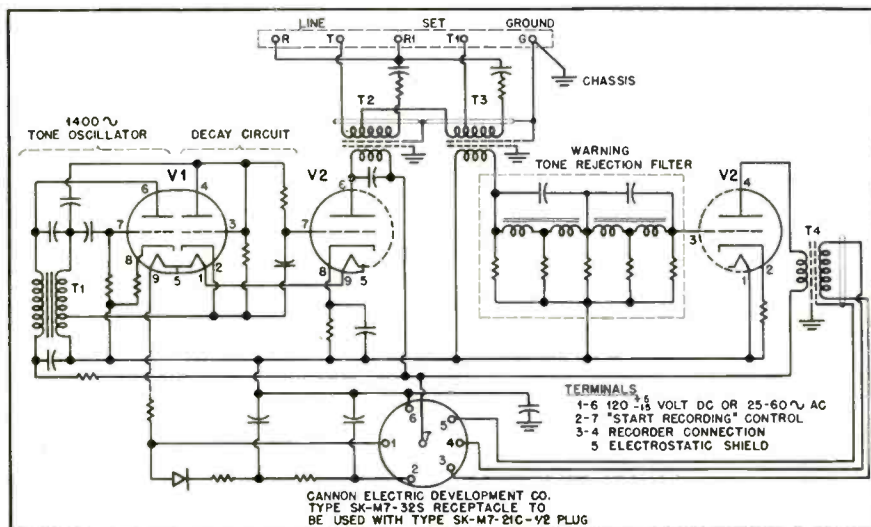 LINE SET GROUND
R T R1 T1 G
CHASSIS
T2 T3
1400 ~
TONE OSCILLATOR
DECAY CIRCUIT
WARNING
TONE REJECTION FILTER
V1
V2
V2
6 4 6 4
7 3 7 3
8 9 5 1 2
8 9 5
1 2
T1
T4
TERMINALS
1-6 120 +5 -15 VOLT DC OR 25-60 ~ AC
2-7 "START RECORDING" CONTROL
3-4 RECORDER CONNECTION
5 ELECTROSTATIC SHIELD
6
5
1 7 4
2 3
CANNON ELECTRIC DEVELOPMENT CO.
TYPE SK-M7-32S RECEPTACLE TO
BE USED WITH TYPE SK-M7-21C-1/2 PLUG